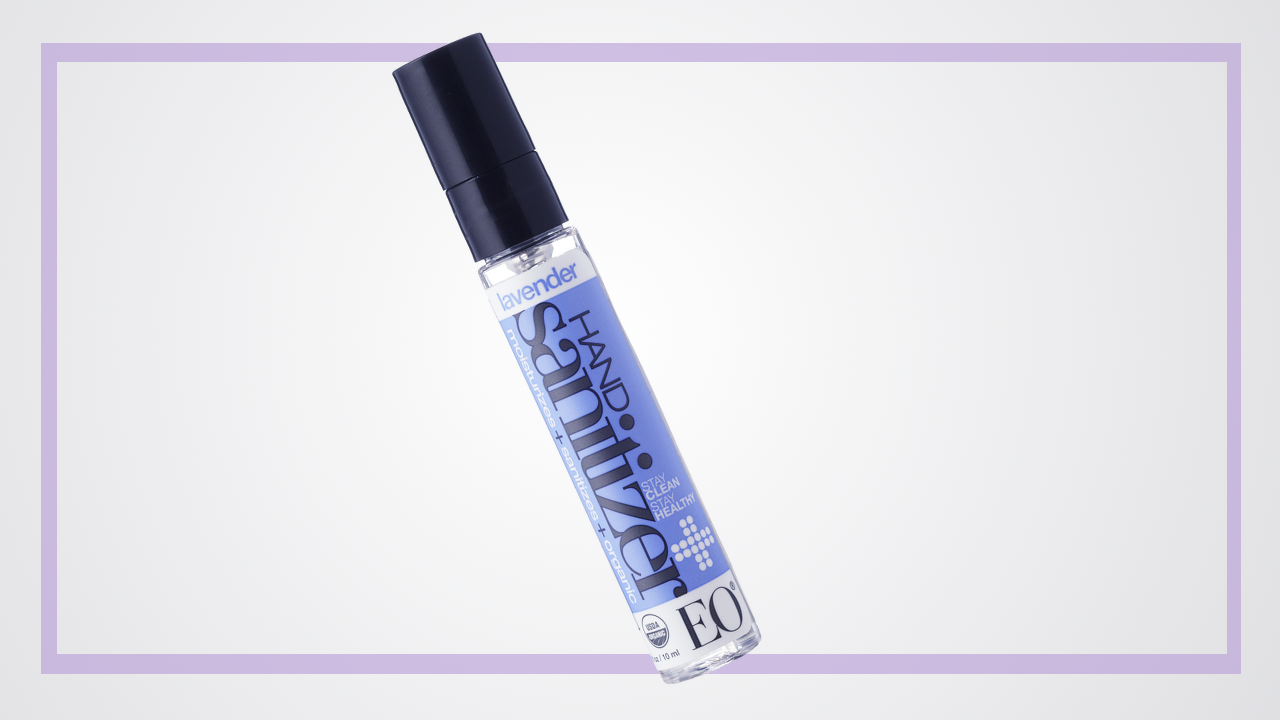 lavender
HAND
sanitizer
moisturizes + sanitizes + organic
STAY
CLEAN
STAY
HEALTHY
EO®
USDA
ORGANIC
/ 10 ml